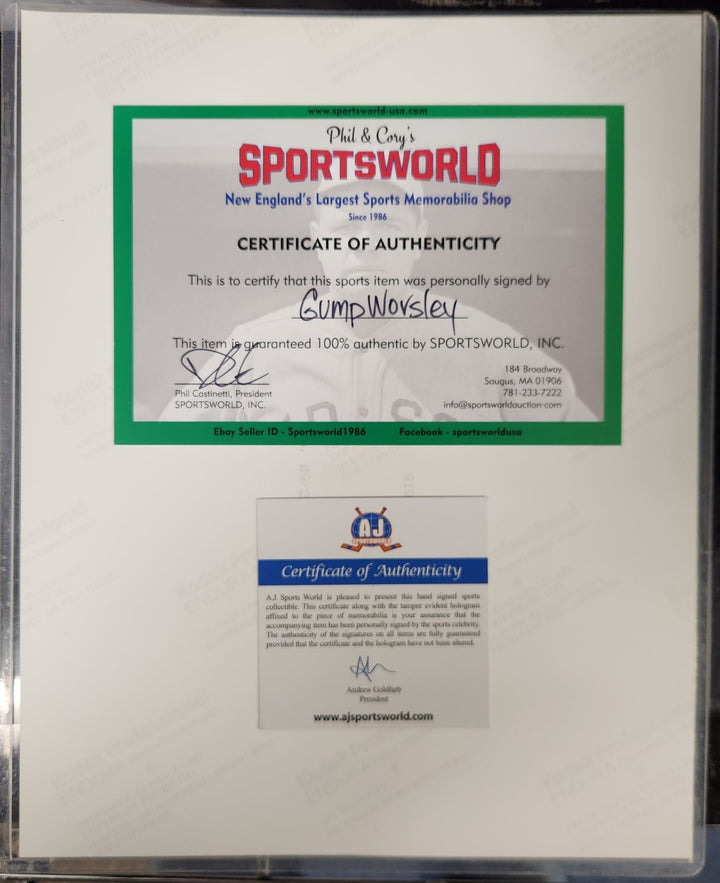 www.sportsworld-usa.com
Phil & Cory's
SPORTSWORLD
New England's Largest Sports Memorabilia Shop
Since 1986
CERTIFICATE OF AUTHENTICITY
This is to certify that this sports item was personally signed by
Gump Worsley
This item is guaranteed 100% authentic by SPORTSWORLD, INC.
Phil Castinetti, President
SPORTSWORLD, INC.
184 Broadway
Saugus, MA 01906
781-233-7222
info@sportsworldauction.com
Ebay Seller ID - Sportsworld1986 Facebook - sportsworldusa
AJ
SPORTSWORLD
Certificate of Authenticity
A.J. Sports World is pleased to present this hand signed sports
collectible. This certificate along with the tamper evident hologram
affixed to the piece of memorabilia is your assurance that the
accompanying item has been personally signed by the sports celebrity.
The authenticity of the signatures on all items are fully guaranteed
provided that the certificate and the hologram have not been altered.
Andrew Goldfarb
President
www.ajsportsworld.com
Kodak Professional